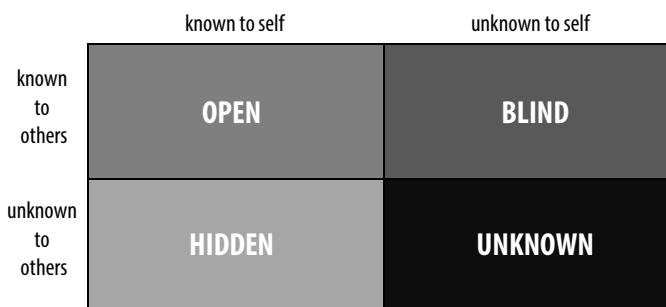 known to self
unknown to self
known
to
others
OPEN
BLIND
unknown
to
others
HIDDEN
UNKNOWN